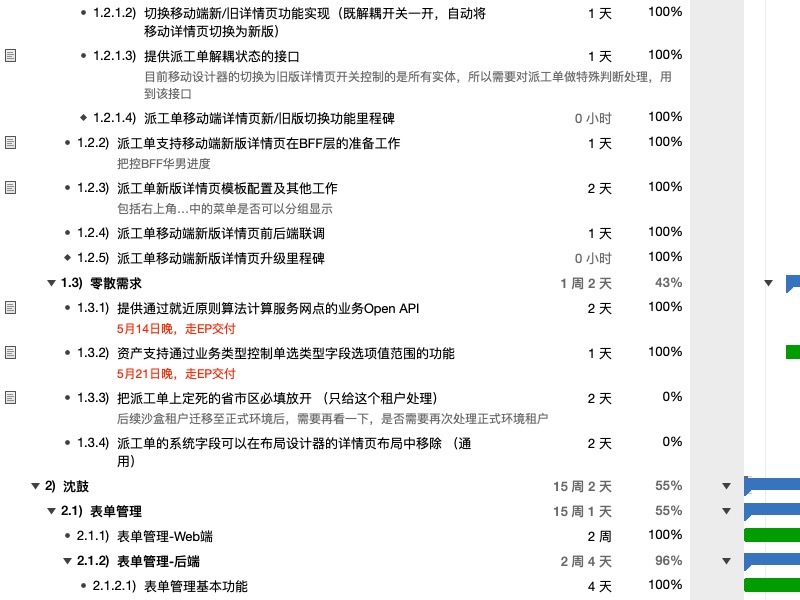 1.2.1.2) 切换移动端新/旧详情页功能实现（既解耦开关一开，自动将 1 天 100%
移动详情页切换为新版）
1.2.1.3) 提供派工单解耦状态的接口 1 天 100%
目前移动设计器的切换为旧版详情页开关控制的是所有实体，所以需要对派工单做特殊判断处理，用
到该接口
1.2.1.4) 派工单移动端详情页新/旧版切换功能里程碑 0 小时 100%
1.2.2) 派工单支持移动端新版详情页在BFF层的准备工作 1 天 100%
把控BFF华男进度
1.2.3) 派工单新版详情页模板配置及其他工作 2 天 100%
包括右上角…中的菜单是否可以分组显示
1.2.4) 派工单移动端新版详情页前后端联调 1 天 100%
1.2.5) 派工单移动端新版详情页升级里程碑 0 小时 100%
1.3) 零散需求 1 周 2 天 43%
1.3.1) 提供通过就近原则算法计算服务网点的业务Open API 2 天 100%
5月14日晚，走EP交付
1.3.2) 资产支持通过业务类型控制单选类型字段选项值范围的功能 1 天 100%
5月21日晚，走EP交付
1.3.3) 把派工单上定死的省市区必填放开 （只给这个租户处理） 2 天 0%
后续沙盒租户迁移至正式环境后，需要再看一下，是否需要再次处理正式环境租户
1.3.4) 派工单的系统字段可以在布局设计器的详情页布局中移除 （通 2 天 0%
用）
2) 沈鼓 15 周 2 天 55%
2.1) 表单管理 15 周 1 天 55%
2.1.1) 表单管理-Web端 2 周 100%
2.1.2) 表单管理-后端 2 周 4 天 96%
2.1.2.1) 表单管理基本功能 4 天 100%